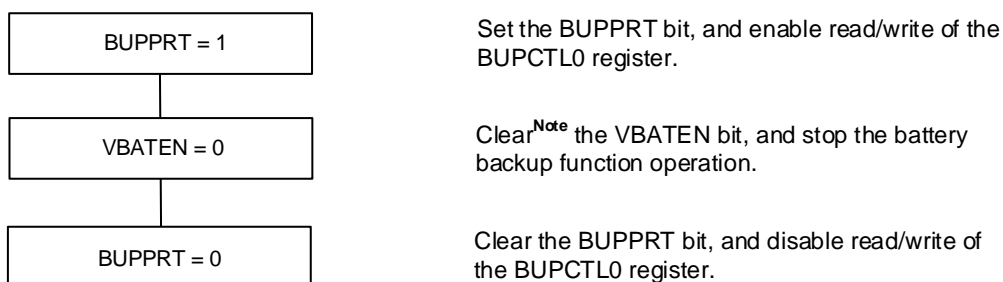 BUPPRT = 1
Set the BUPPRT bit, and enable read/write of the
BUPCTL0 register.
VBATEN = 0
Clear^Note the VBATEN bit, and stop the battery
backup function operation.
BUPPRT = 0
Clear the BUPPRT bit, and disable read/write of
the BUPCTL0 register.